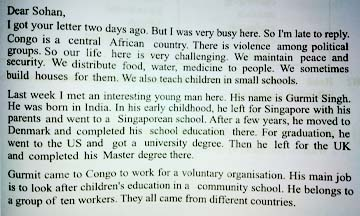 Dear Sohan,
I got your letter two days ago. But I was very busy here. So I'm late to reply.
Congo is a central African country. There is violence among political
groups. So our life here is very challenging. We maintain peace and
security. We distribute food, water, medicine to people. We sometimes
build houses for them. We also teach children in small schools.
Last week I met an interesting young man here. His name is Gurmit Singh.
He was born in India. In his early childhood, he left for Singapore with his
parents and went to a Singaporean school. After a few years, he moved to
Denmark and completed his school education there. For graduation, he
went to the US and got a university degree. Then he left for the UK
and completed his Master degree there.
Gurmit came to Congo to work for a voluntary organisation. His main job
is to look after children's education in a community school. He belongs to
a group of ten workers. They all came from different countries.